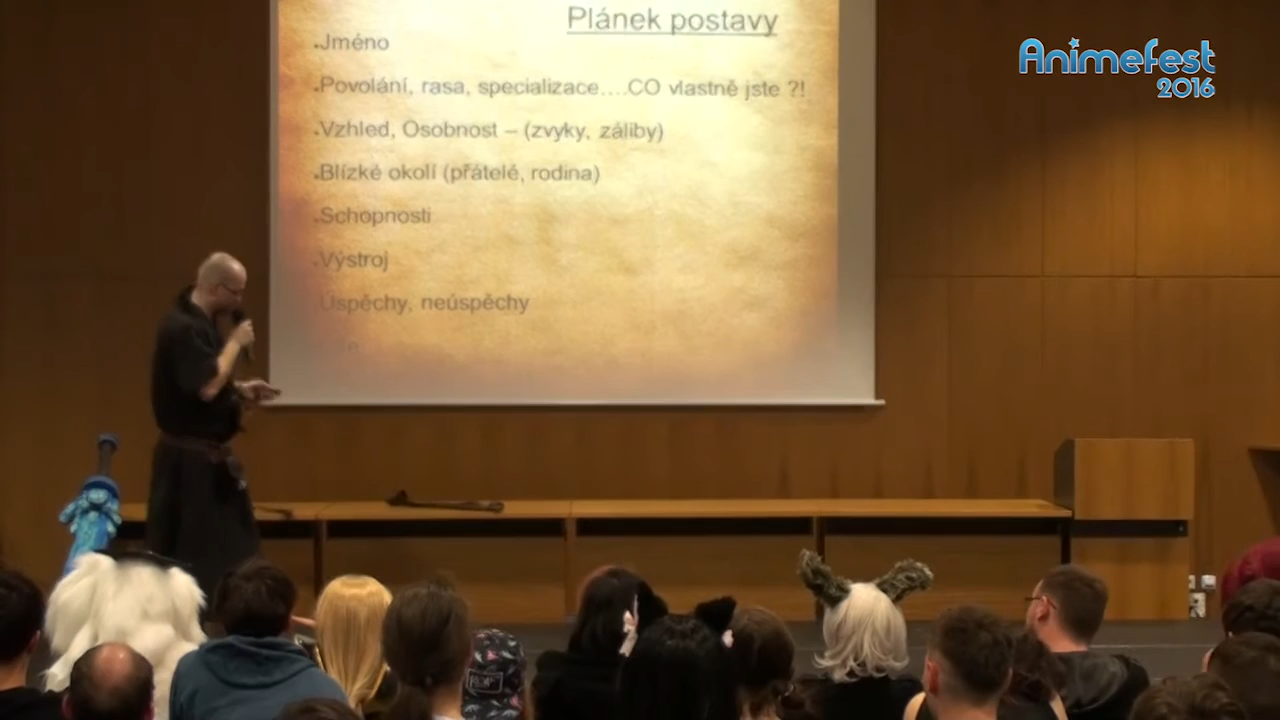 Plánek postavy
.Jméno
.Povolání, rasa, specializace....CO vlastně jste ?!
.Vzhled, Osobnost – (zvyky, záliby)
.Blízké okolí (přátelé, rodina)
.Schopnosti
.Výstroj
Úspěchy, neúspěchy
AnimeFest
2016